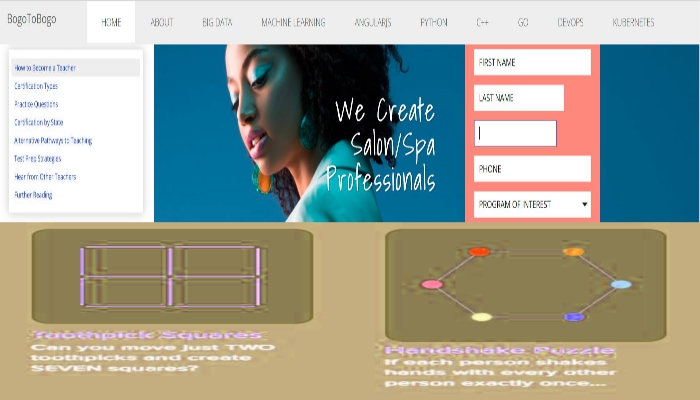 BogoToBogo
HOME
ABOUT
BIG DATA
MACHINE LEARNING
ANGULARJS
PYTHON
C++
GO
DEVOPS
KUBERNETES
How to Become a Teacher
Certification Types
Practice Questions
Certification by State
Alternative Pathways to Teaching
Test Prep Strategies
Hear from Other Teachers
Further Reading
We Create
Salon/Spa
Professionals
FIRST NAME
LAST NAME
PHONE
PROGRAM OF INTEREST
Toothpick Squares
Can you move just TWO
toothpicks and create
SEVEN squares?
Handshake Puzzle
If each person shakes
hands with every other
person exactly once...